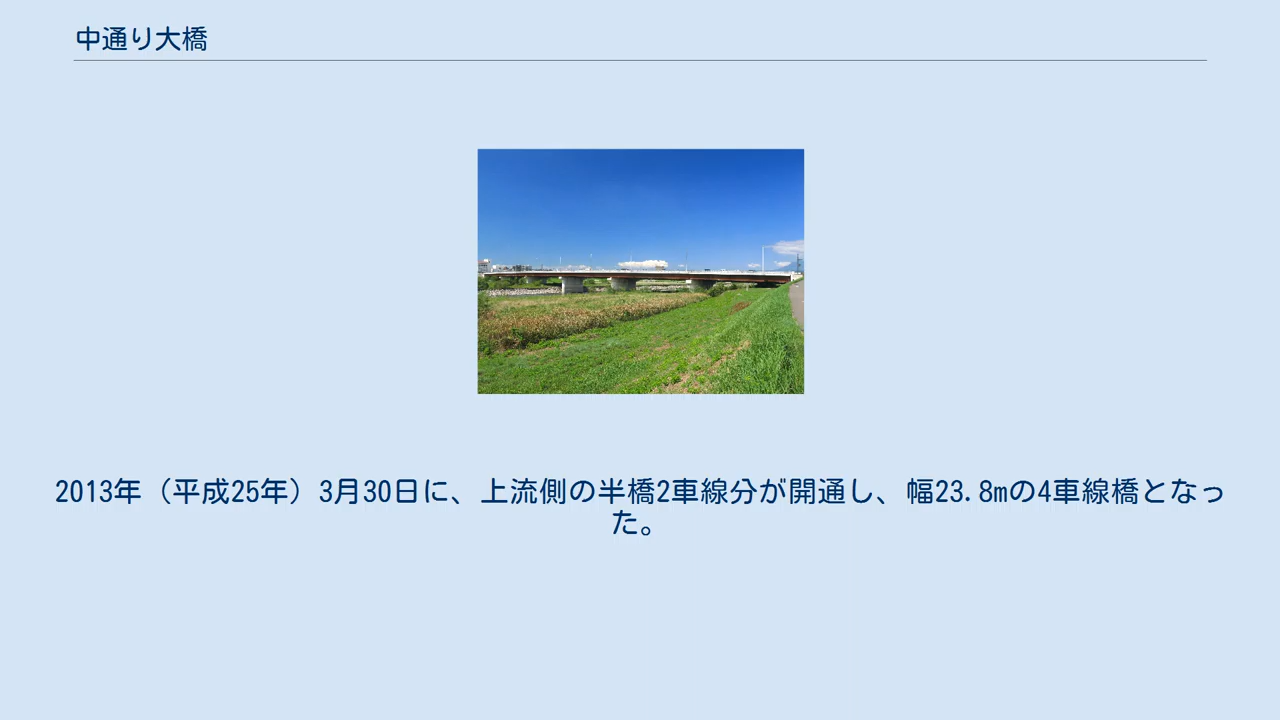 中通り大橋
2013年（平成25年）3月30日に、上流側の半橋2車線分が開通し、幅23.8mの4車線橋となっ
た。